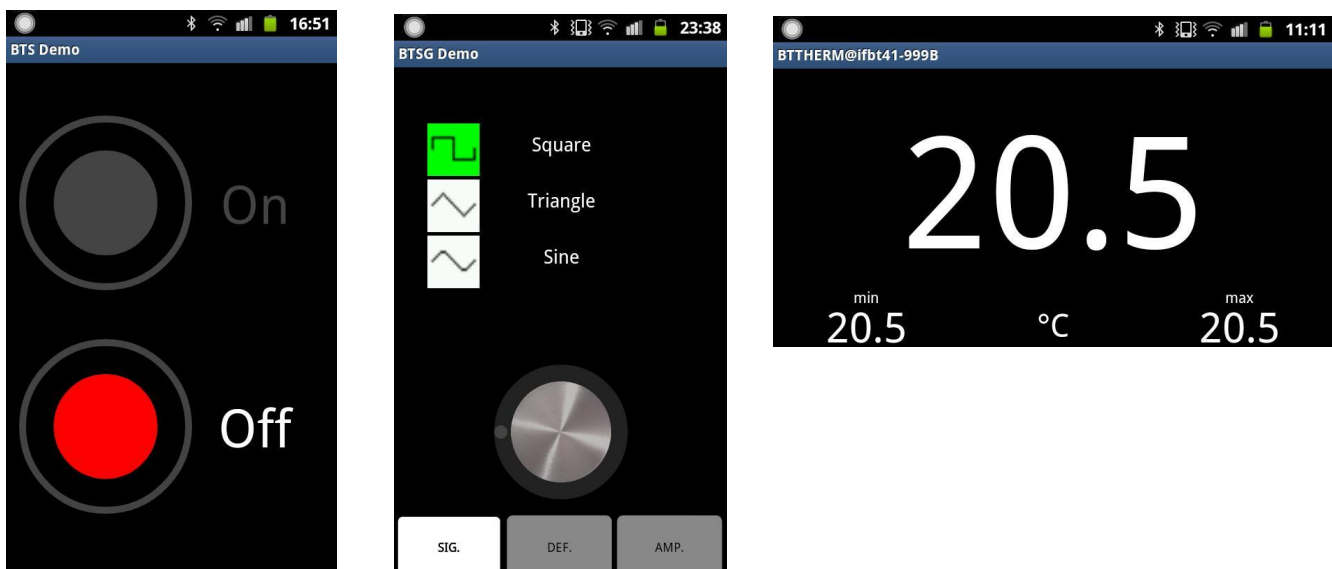 16:51
BTS Demo
On
Off
23:38
BTSG Demo
Square
Triangle
Sine
SIG. DEF. AMP.
11:11
BTTHERM@ifbt41-999B
20.5
min max
20.5 °C 20.5